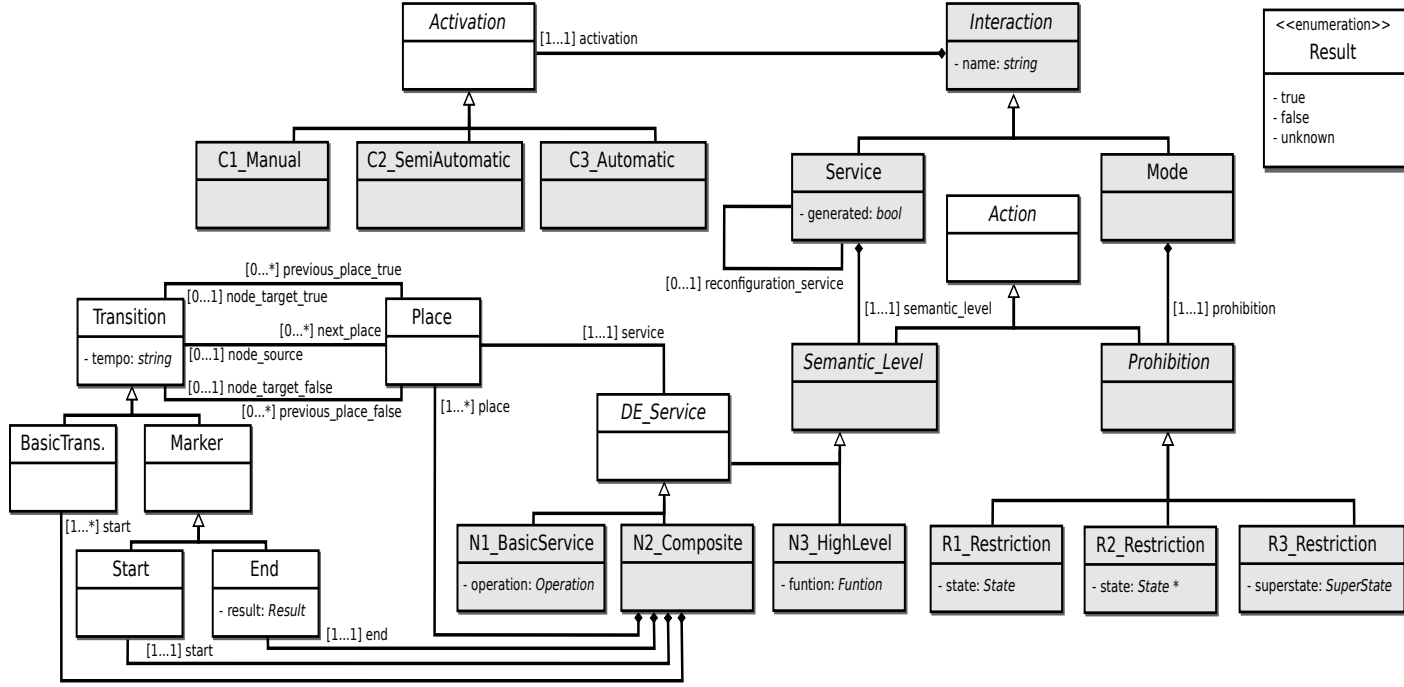 Activation
[1...1] activation
Interaction
- name: string
<<enumeration>>
Result
- true
- false
- unknown
C1_Manual
C2_SemiAutomatic
C3_Automatic
Service
- generated: bool
Mode
Action
[0...1] reconfiguration_service
[1...1] semantic_level
[1...1] prohibition
[0...*] previous_place_true
[0...1] node_target_true
Transition
- tempo: string
[0...*] next_place
[0...1] node_source
[0...1] node_target_false
[0...*] previous_place_false
Place
[1...1] service
[1...*] place
Semantic_Level
Prohibition
DE_Service
BasicTrans.
Marker
[1...*] start
Start
End
- result: Result
[1...1] end
[1...1] start
N1_BasicService
- operation: Operation
N2_Composite
N3_HighLevel
- funtion: Funtion
R1_Restriction
- state: State
R2_Restriction
- state: State *
R3_Restriction
- superstate: SuperState